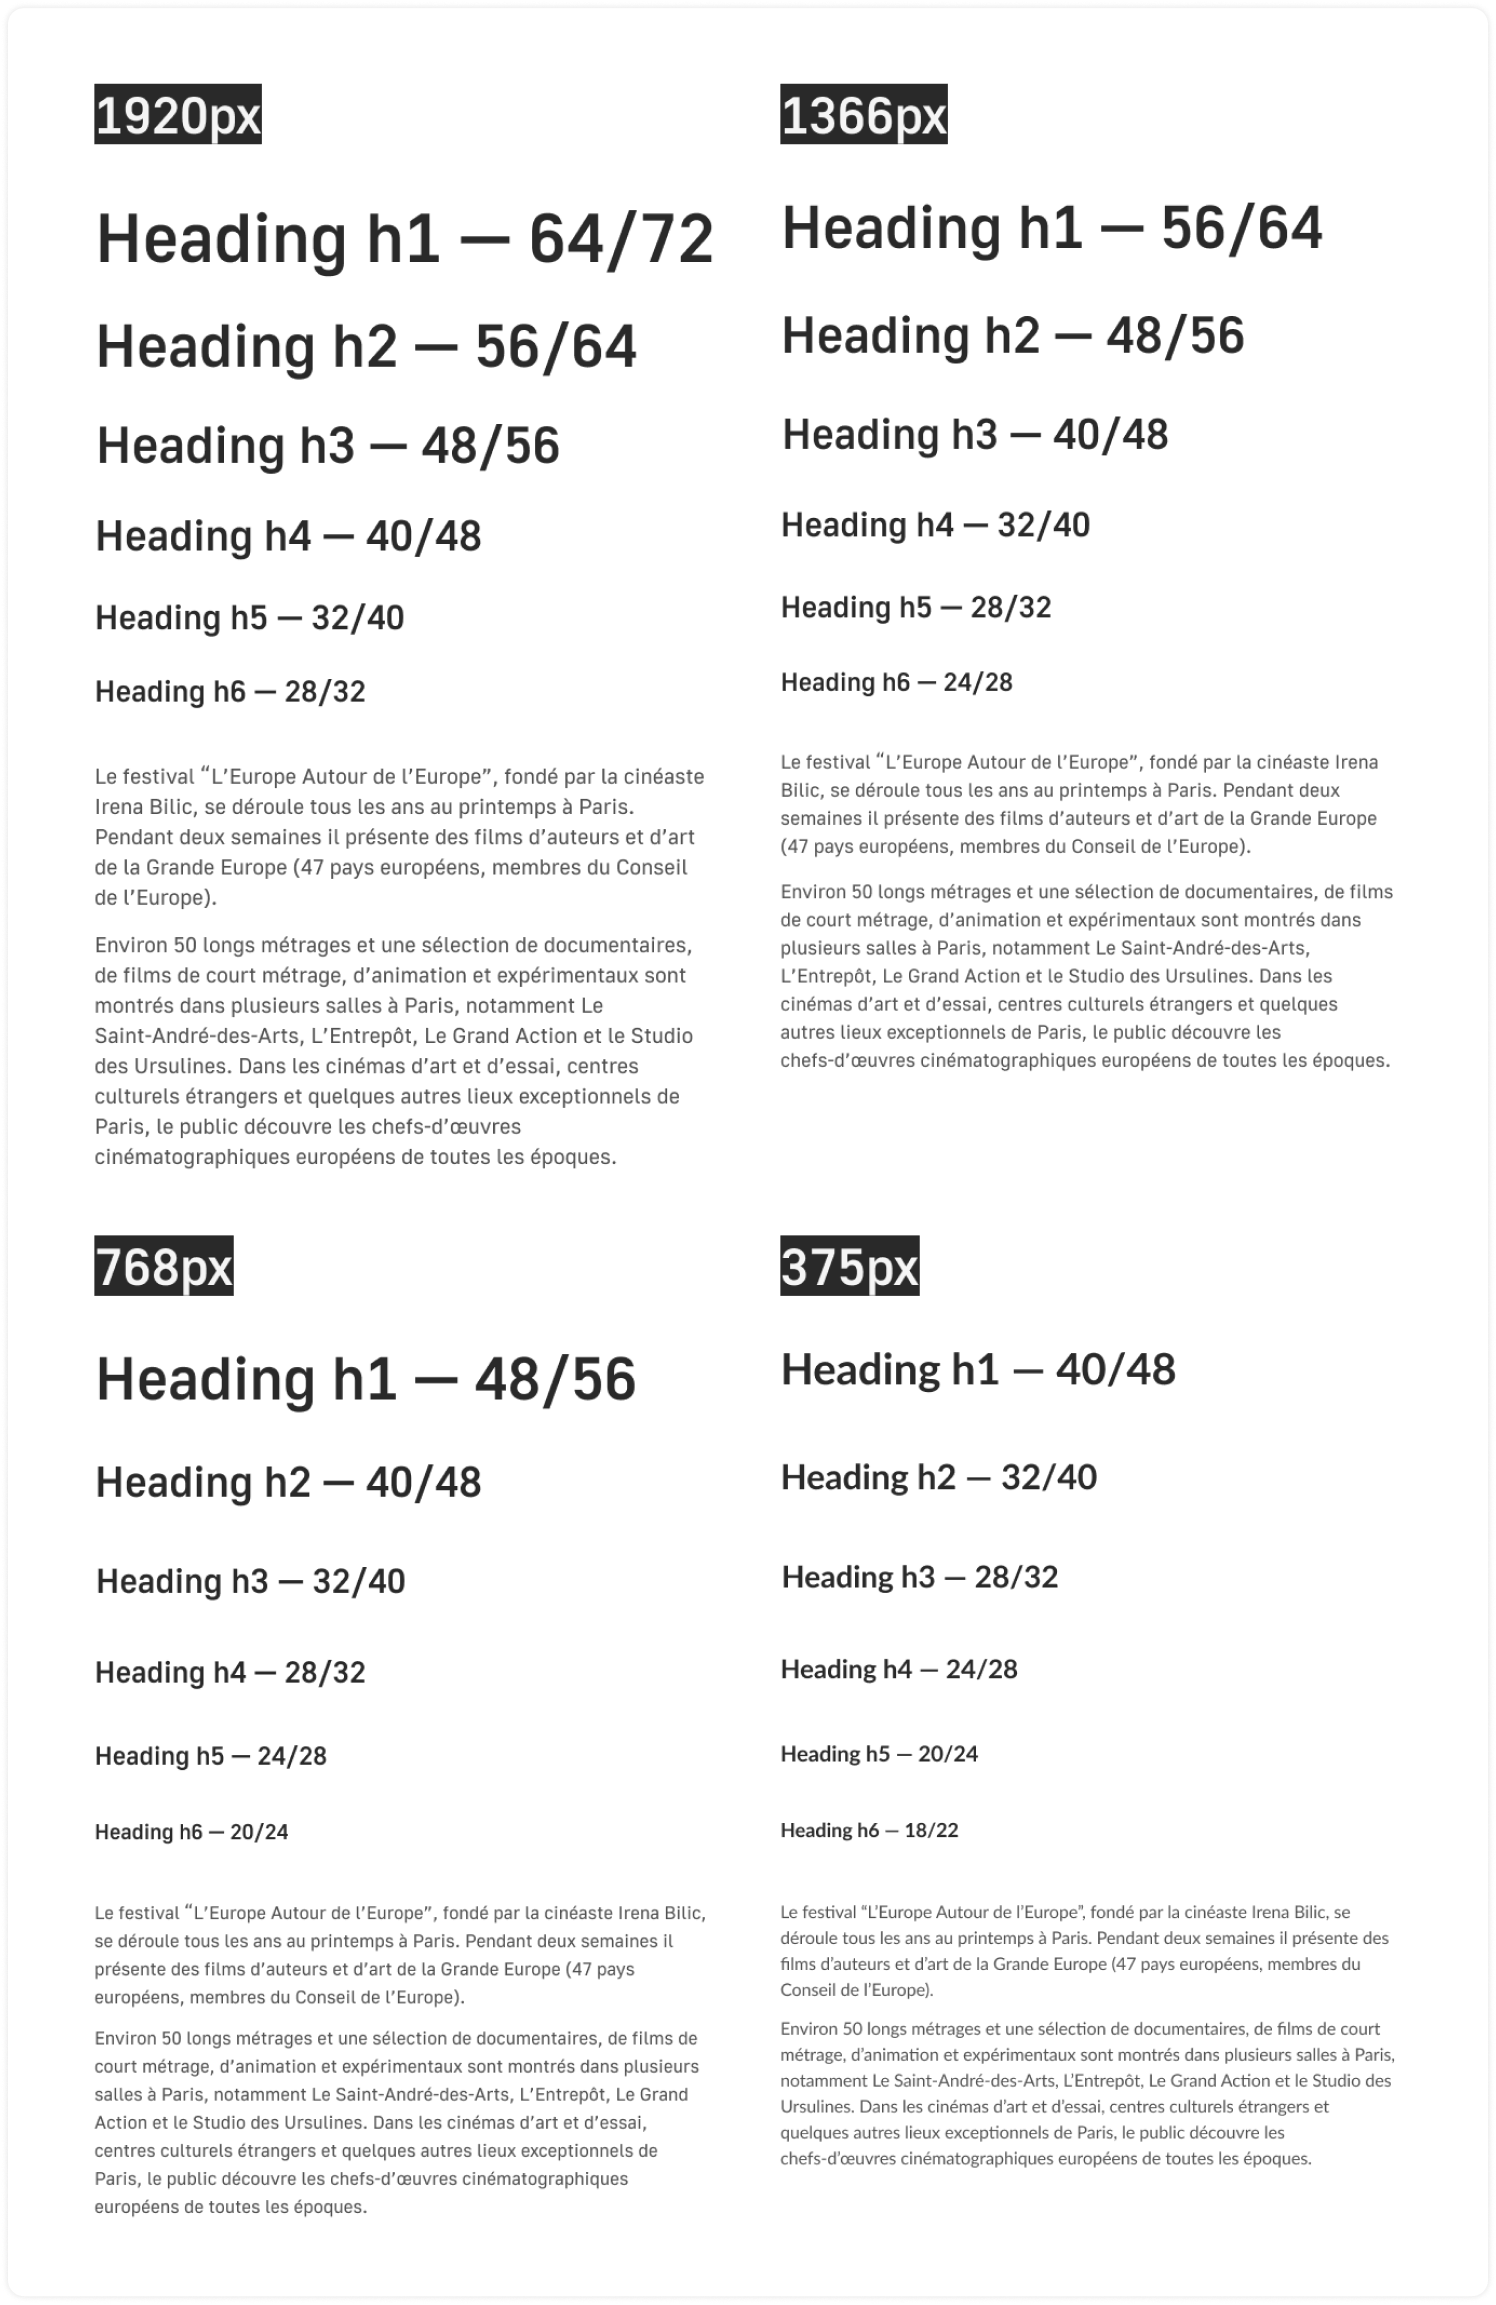 1920px
Heading h1 — 64/72
Heading h2 — 56/64
Heading h3 — 48/56
Heading h4 — 40/48
Heading h5 — 32/40
Heading h6 — 28/32
Le festival “L’Europe Autour de l’Europe”, fondé par la cinéaste
Irena Bilic, se déroule tous les ans au printemps à Paris.
Pendant deux semaines il présente des films d’auteurs et d’art
de la Grande Europe (47 pays européens, membres du Conseil
de l’Europe).
Environ 50 longs métrages et une sélection de documentaires,
de films de court métrage, d’animation et expérimentaux sont
montrés dans plusieurs salles à Paris, notamment Le
Saint-André-des-Arts, L’Entrepôt, Le Grand Action et le Studio
des Ursulines. Dans les cinémas d’art et d’essai, centres
culturels étrangers et quelques autres lieux exceptionnels de
Paris, le public découvre les chefs-d’œuvres
cinématographiques européens de toutes les époques.
1366px
Heading h1 — 56/64
Heading h2 — 48/56
Heading h3 — 40/48
Heading h4 — 32/40
Heading h5 — 28/32
Heading h6 — 24/28
Le festival “L’Europe Autour de l’Europe”, fondé par la cinéaste Irena
Bilic, se déroule tous les ans au printemps à Paris. Pendant deux
semaines il présente des films d’auteurs et d’art de la Grande Europe
(47 pays européens, membres du Conseil de l’Europe).
Environ 50 longs métrages et une sélection de documentaires, de films
de court métrage, d’animation et expérimentaux sont montrés dans
plusieurs salles à Paris, notamment Le Saint-André-des-Arts,
L’Entrepôt, Le Grand Action et le Studio des Ursulines. Dans les
cinémas d’art et d’essai, centres culturels étrangers et quelques
autres lieux exceptionnels de Paris, le public découvre les
chefs-d’œuvres cinématographiques européens de toutes les époques.
768px
Heading h1 — 48/56
Heading h2 — 40/48
Heading h3 — 32/40
Heading h4 — 28/32
Heading h5 — 24/28
Heading h6 — 20/24
Le festival “L’Europe Autour de l’Europe”, fondé par la cinéaste Irena Bilic,
se déroule tous les ans au printemps à Paris. Pendant deux semaines il
présente des films d’auteurs et d’art de la Grande Europe (47 pays
européens, membres du Conseil de l’Europe).
Environ 50 longs métrages et une sélection de documentaires, de films de
court métrage, d’animation et expérimentaux sont montrés dans plusieurs
salles à Paris, notamment Le Saint-André-des-Arts, L’Entrepôt, Le Grand
Action et le Studio des Ursulines. Dans les cinémas d’art et d’essai,
centres culturels étrangers et quelques autres lieux exceptionnels de
Paris, le public découvre les chefs-d’œuvres cinématographiques
européens de toutes les époques.
375px
Heading h1 — 40/48
Heading h2 — 32/40
Heading h3 — 28/32
Heading h4 — 24/28
Heading h5 — 20/24
Heading h6 — 18/22
Le festival “L’Europe Autour de l’Europe”, fondé par la cinéaste Irena Bilic, se
déroule tous les ans au printemps à Paris. Pendant deux semaines il présente des
films d’auteurs et d’art de la Grande Europe (47 pays européens, membres du
Conseil de l’Europe).
Environ 50 longs métrages et une sélection de documentaires, de films de court
métrage, d’animation et expérimentaux sont montrés dans plusieurs salles à Paris,
notamment Le Saint-André-des-Arts, L’Entrepôt, Le Grand Action et le Studio des
Ursulines. Dans les cinémas d’art et d’essai, centres culturels étrangers et
quelques autres lieux exceptionnels de Paris, le public découvre les
chefs-d’œuvres cinématographiques européens de toutes les époques.